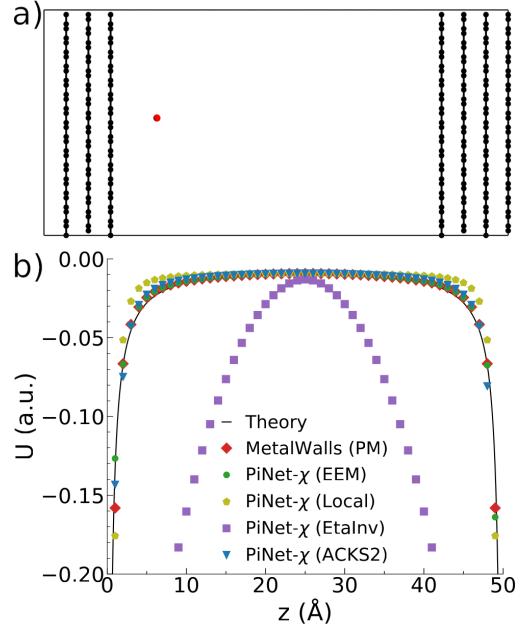 a)
b)
U (a.u.)
0.00
−0.05
−0.10
−0.15
−0.20
Theory
MetalWalls (PM)
PiNet-χ (EEM)
PiNet-χ (Local)
PiNet-χ (EtaInv)
PiNet-χ (ACKS2)
0 10 20 30 40 50
z (Å)